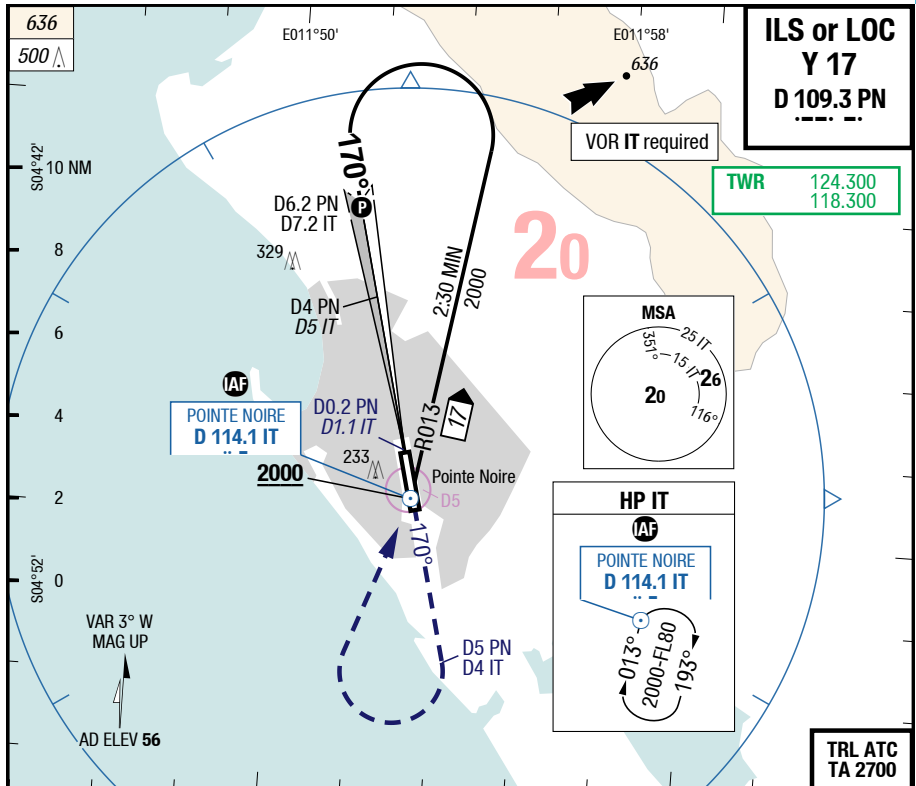 636
500
E011°50'
E011°58'
636
ILS or LOC
Y 17
D 109.3 PN
VOR IT required
TWR 124.300
118.300
S04°42'
10 NM
8
6
4
2
0
S04°52'
170°
P
D6.2 PN
D7.2 IT
329
D4 PN
D5 IT
2:30 MIN
2000
20
IAF
POINTE NOIRE
D 114.1 IT
D0.2 PN
D1.1 IT
R013
17
233
2000
Pointe Noire
D5
170°
D5 PN
D4 IT
MSA
25 IT
351°
15 IT
26
20
116°
HP IT
IAF
POINTE NOIRE
D 114.1 IT
013°
2000-FL80
193°
VAR 3° W
MAG UP
AD ELEV 56
TRL ATC
TA 2700